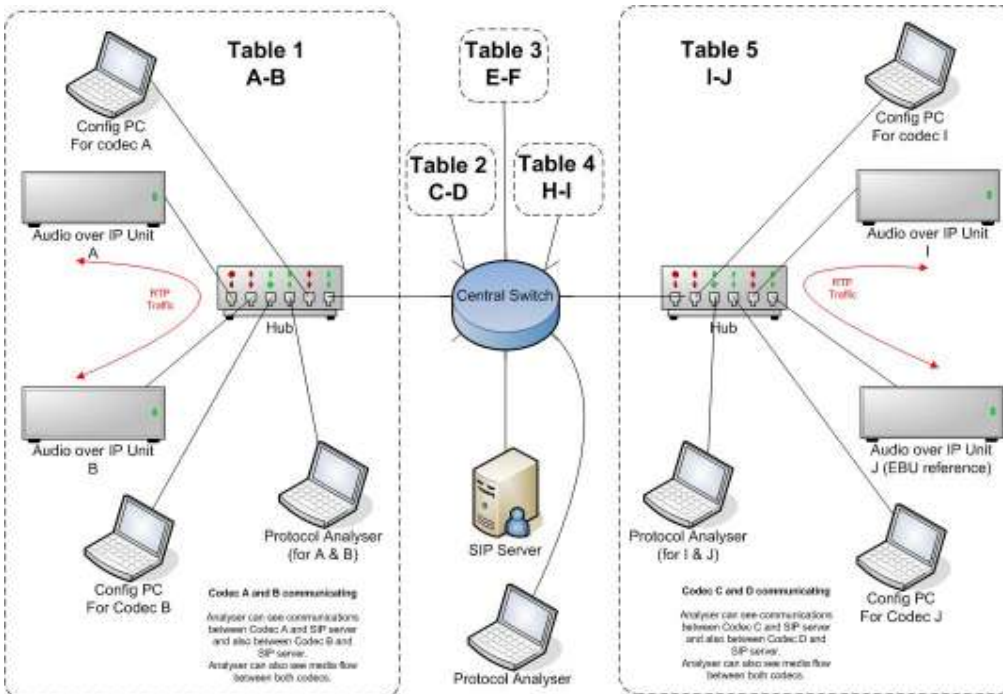 Table 1
A-B
Config PC
For codec A
Audio over IP Unit
A
RTP
Traffic
Hub
Audio over IP Unit
B
Config PC
For Codec B
Protocol Analyser
(for A & B)
Codec A and B communicating
Analyser can see communications
between Codec A and SIP server
and also between Codec B and
SIP server.
Analyser can also see media flow
between both codecs.
Table 3
E-F
Table 2
C-D
Table 4
H-I
Central Switch
SIP Server
Protocol Analyser
Table 5
I-J
Config PC
For codec I
Audio over IP Unit
I
RTP
Traffic
Hub
Audio over IP Unit
J (EBU reference)
Protocol Analyser
(for I & J)
Config PC
For Codec J
Codec C and D communicating
Analyser can see communications
between Codec C and SIP server
and also between Codec D and
SIP server.
Analyser can also see media flow
between both codecs.